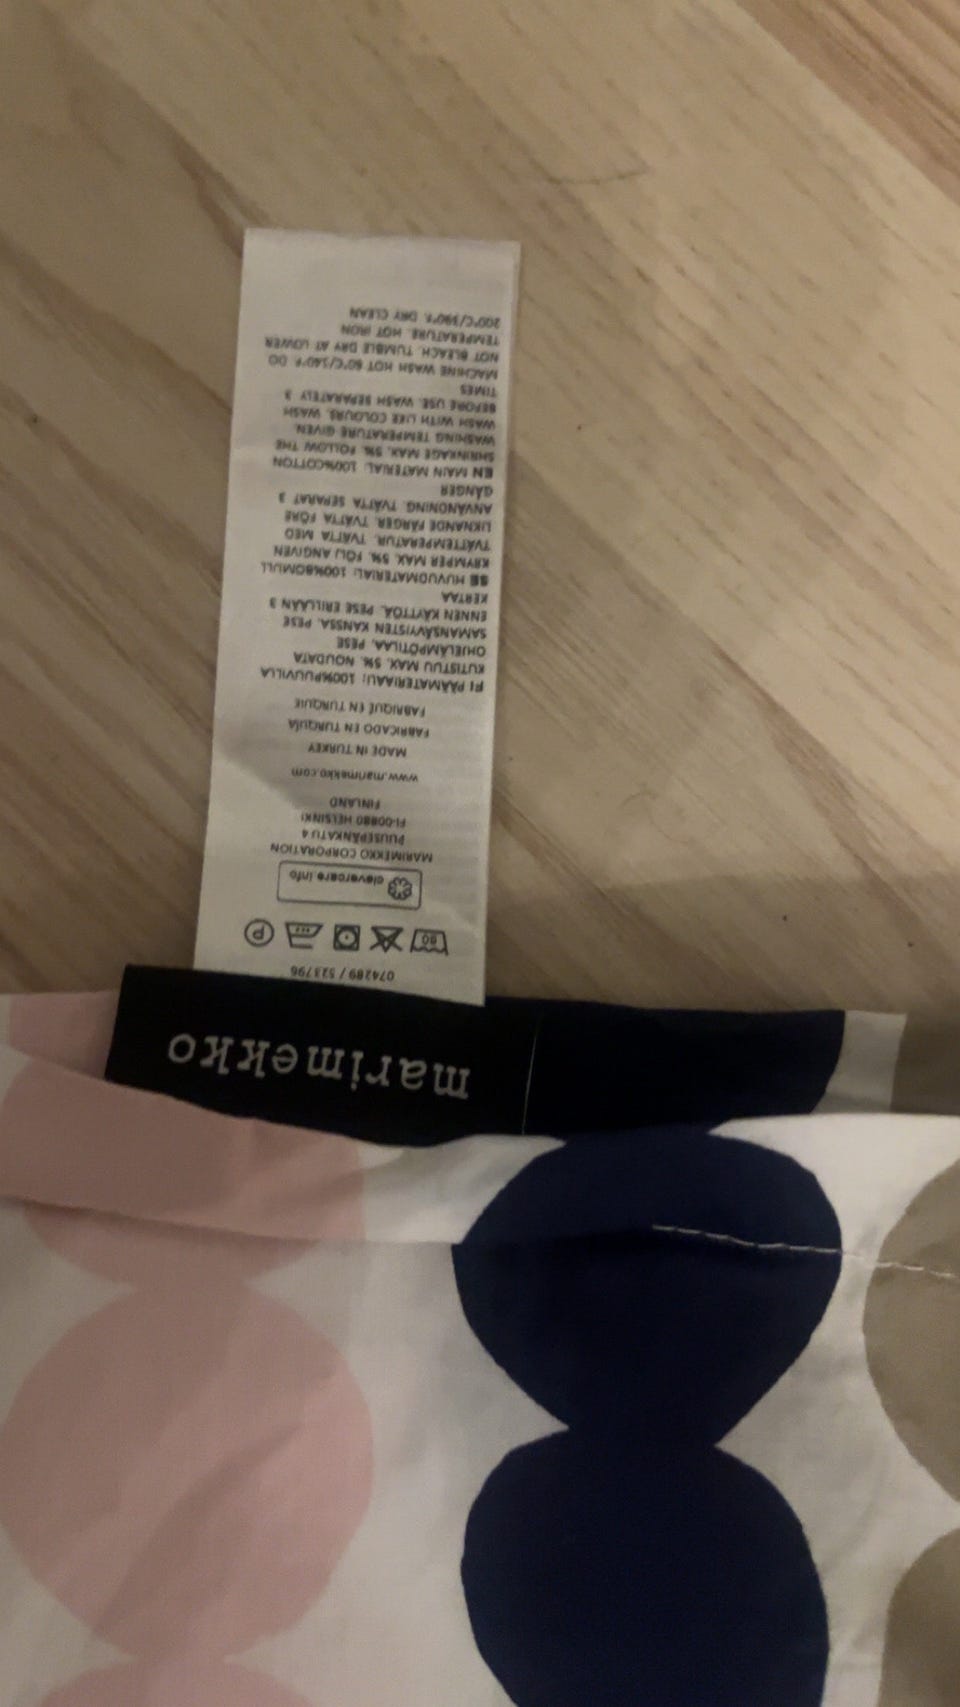 marimekko
074289 / 523796
60
P
clevercare.info
MARIMEKKO CORPORATION
PUUSEPÄNKATU 4
FI-00880 HELSINKI
FINLAND
www.marimekko.com
MADE IN TURKEY
FABRICADO EN TURQUÍA
FABRIQUÉ EN TURQUIE
FI PÄÄMATERIAALI: 100%PUUVILLA
KUTISTUU MAX. 5%. NOUDATA
OHJELÄMPÖTILAA. PESE
SAMANSÄVYISTEN KANSSA. PESE
ENNEN KÄYTTÖÄ. PESE ERILLÄÄN 3
KERTAA
SE HUVUDMATERIAL: 100%BOMULL
KRYMPER MAX. 5%. FÖLJ ANGIVEN
TVÄTTEMPERATUR. TVÄTTA MED
LIKNANDE FÄRGER. TVÄTTA FÖRE
ANVÄNDNING. TVÄTTA SEPARAT 3
GÅNGER
EN MAIN MATERIAL: 100%COTTON
SHRINKAGE MAX. 5%. FOLLOW THE
WASHING TEMPERATURE GIVEN.
WASH WITH LIKE COLOURS. WASH
BEFORE USE. WASH SEPARATELY 3
TIMES
MACHINE WASH HOT 60°C/140°F. DO
NOT BLEACH. TUMBLE DRY AT LOWER
TEMPERATURE. HOT IRON
200°C/390°F. DRY CLEAN